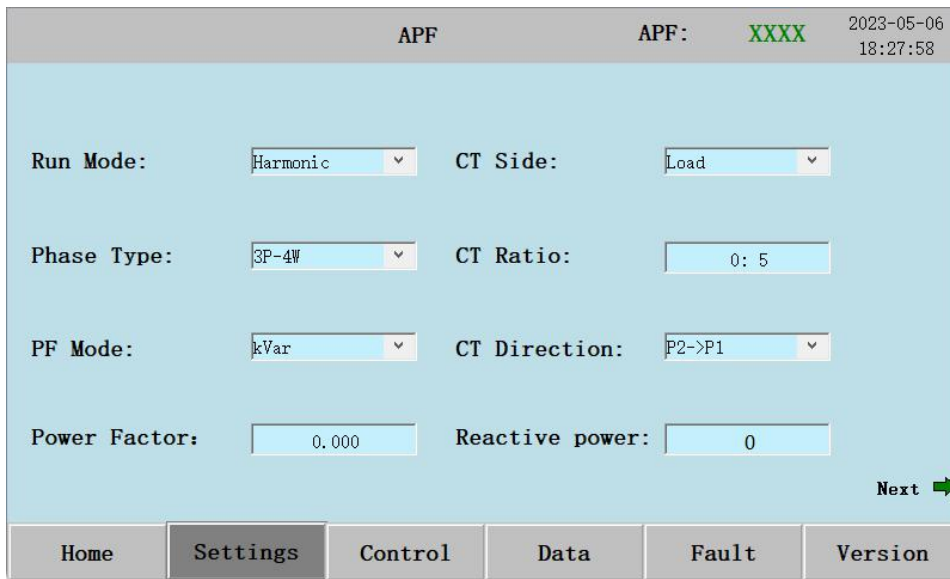 APF APF: XXXX 2023-05-06
18:27:58
Run Mode: Harmonic CT Side: Load
Phase Type: 3P-4W CT Ratio: 0: 5
PF Mode: kVar CT Direction: P2->P1
Power Factor: 0.000 Reactive power: 0
Next
Home Settings Control Data Fault Version